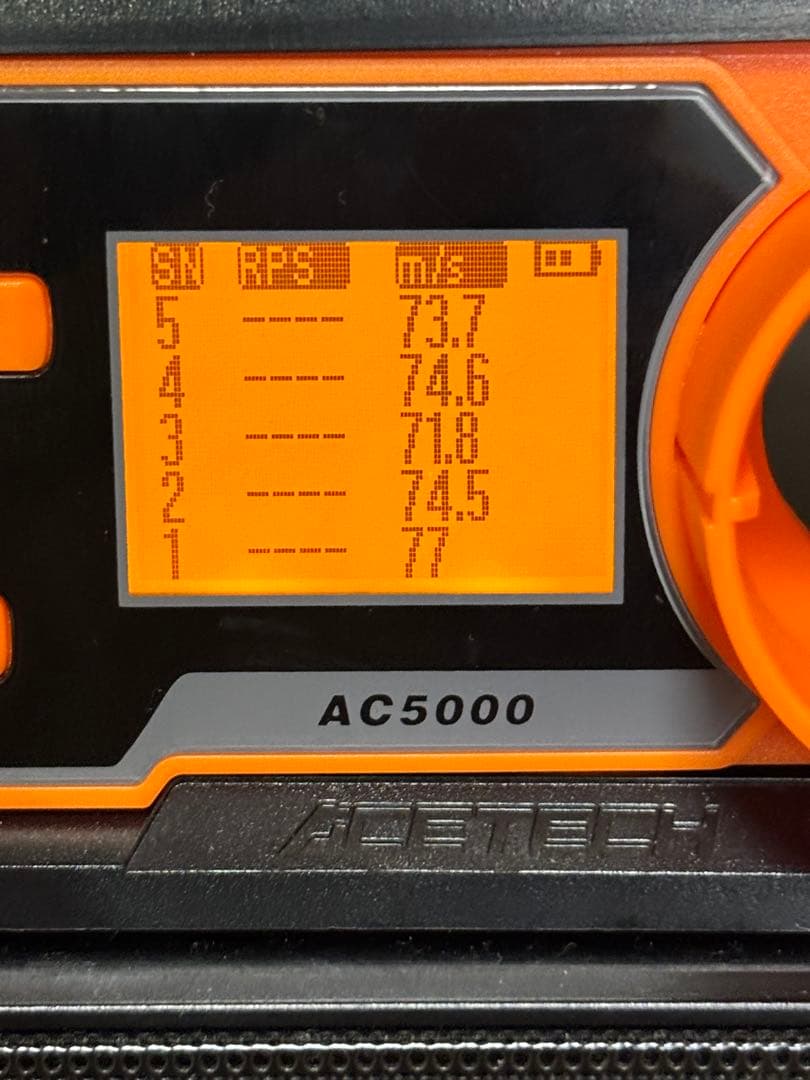 SN RPS m/s
5 ---- 73.7
4 ---- 74.6
3 ---- 71.8
2 ---- 74.5
1 ---- 77
AC5000
ACETECH